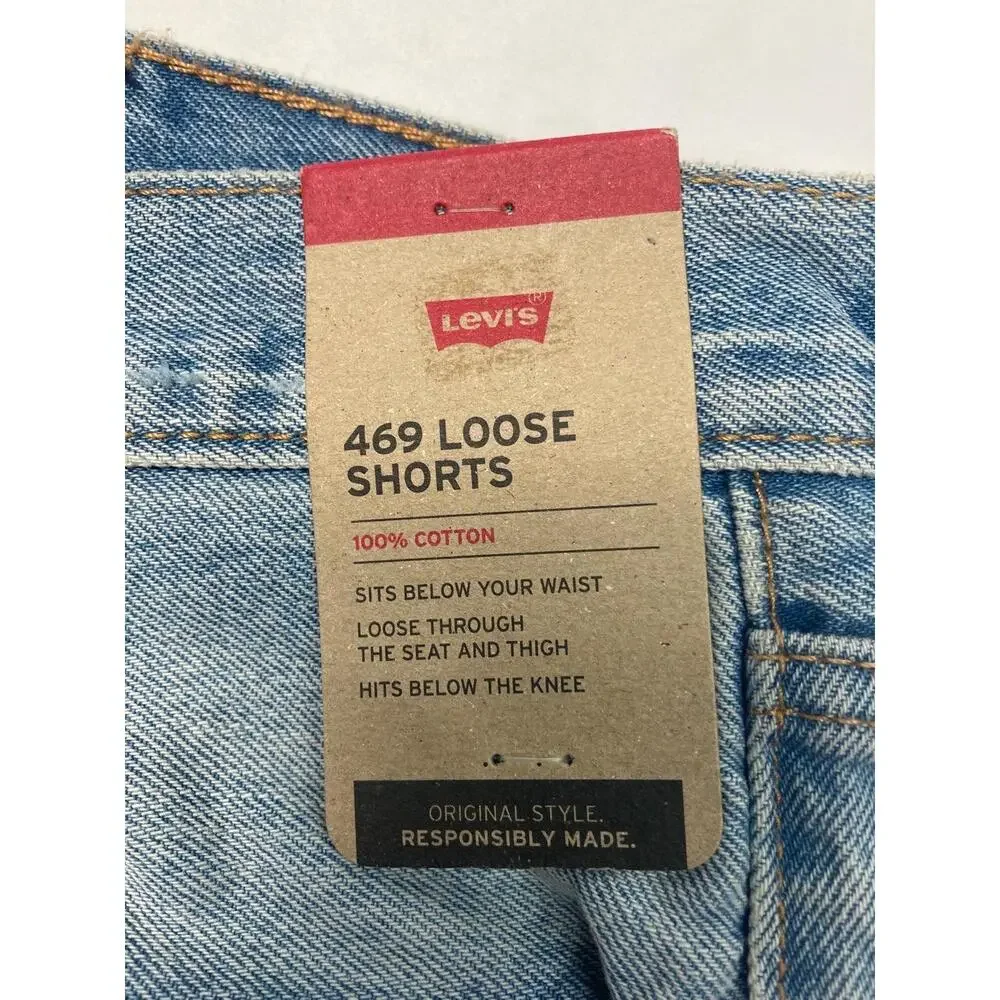 Levi's ®
469 LOOSE
SHORTS
100% COTTON
SITS BELOW YOUR WAIST
LOOSE THROUGH
THE SEAT AND THIGH
HITS BELOW THE KNEE
ORIGINAL STYLE.
RESPONSIBLY MADE.